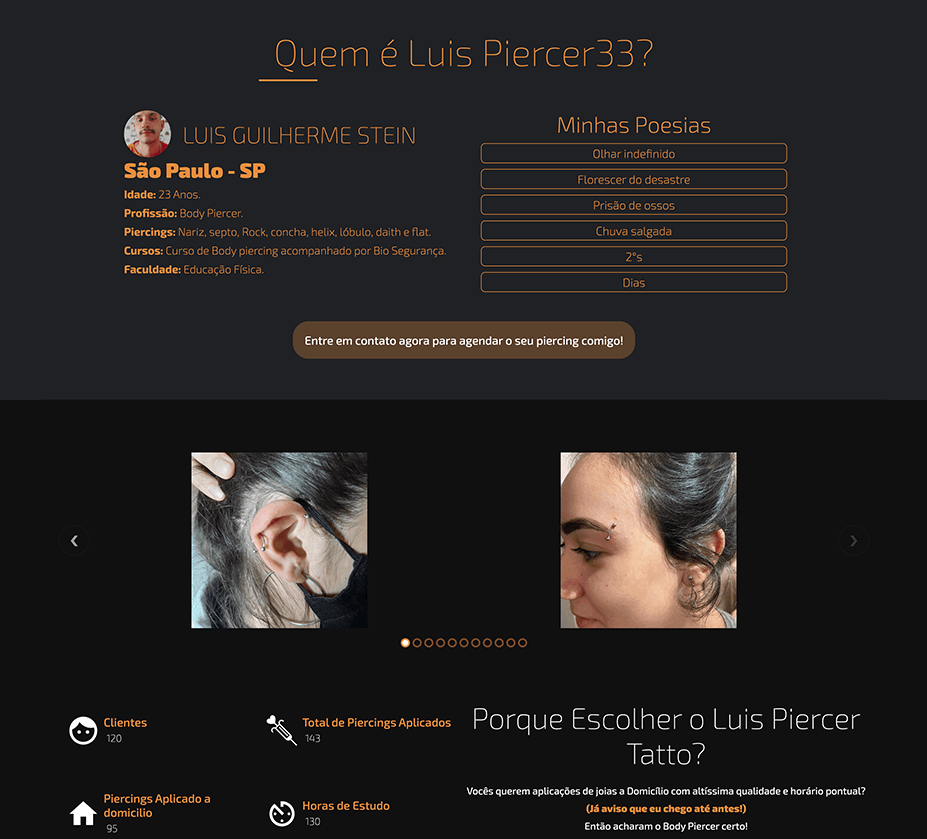 Quem é Luis Piercer33?
LUIS GUILHERME STEIN
São Paulo - SP
Idade: 23 Anos.
Profissão: Body Piercer.
Piercings: Nariz, septo, Rock, concha, helix, lóbulo, daith e flat.
Cursos: Curso de Body piercing acompanhado por Bio Segurança.
Faculdade: Educação Física.
Minhas Poesias
Olhar indefinido
Florescer do desastre
Prisão de ossos
Chuva salgada
2°s
Dias
Entre em contato agora para agendar o seu piercing comigo!
Clientes
120
Total de Piercings Aplicados
143
Piercings Aplicado a
domicilio
95
Horas de Estudo
130
Porque Escolher o Luis Piercer
Tatto?
Vocês querem aplicações de joias a Domicílio com altíssima qualidade e horário pontual?
(Já aviso que eu chego até antes!)
Então acharam o Body Piercer certo!